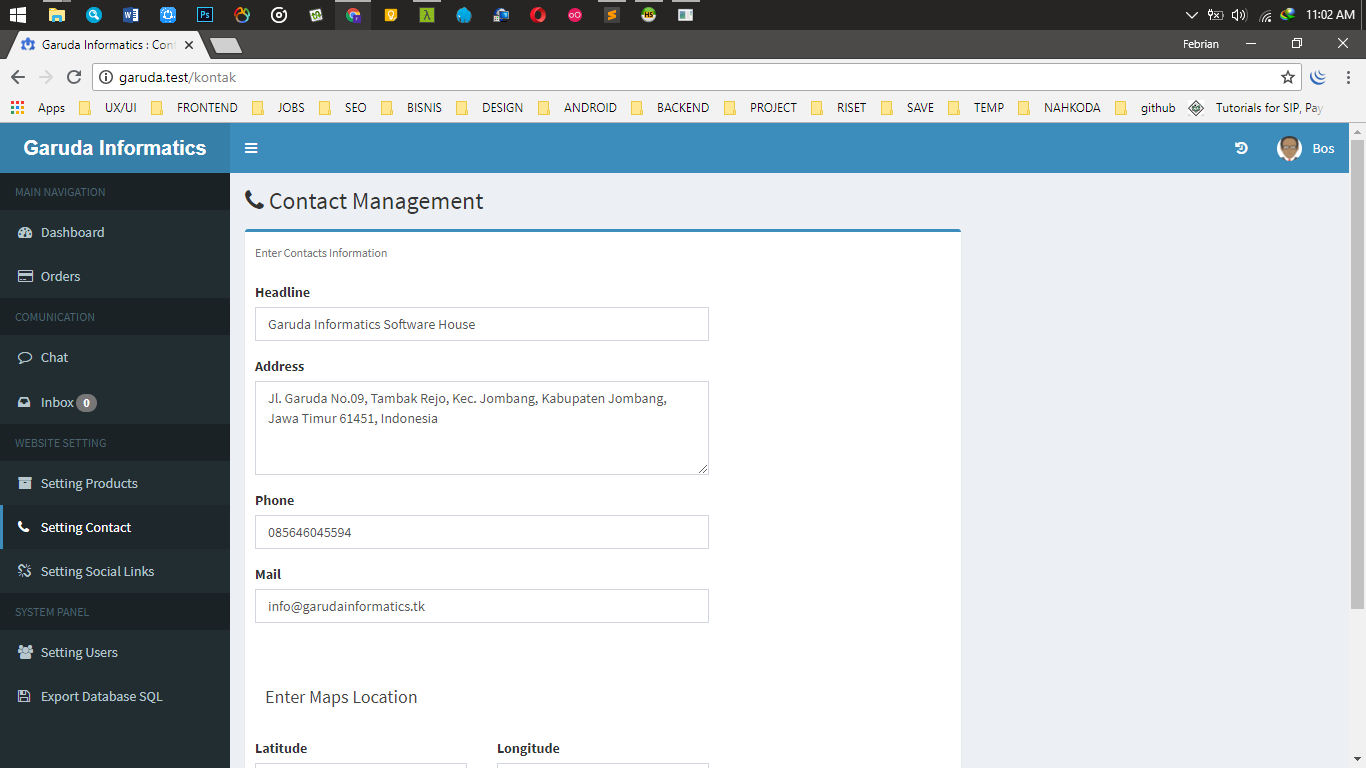 11:02 AM
Garuda Informatics : Con
Febrian
garuda.test/kontak
Apps UX/UI FRONTEND JOBS SEO BISNIS DESIGN ANDROID BACKEND PROJECT RISET SAVE TEMP NAHKODA github Tutorials for SIP, Pay
Garuda Informatics
Bos
MAIN NAVIGATION
Dashboard
Orders
COMUNICATION
Chat
Inbox 0
WEBSITE SETTING
Setting Products
Setting Contact
Setting Social Links
SYSTEM PANEL
Setting Users
Export Database SQL
Contact Management
Enter Contacts Information
Headline
Garuda Informatics Software House
Address
Jl. Garuda No.09, Tambak Rejo, Kec. Jombang, Kabupaten Jombang,
Jawa Timur 61451, Indonesia
Phone
085646045594
Mail
info@garudainformatics.tk
Enter Maps Location
Latitude Longitude